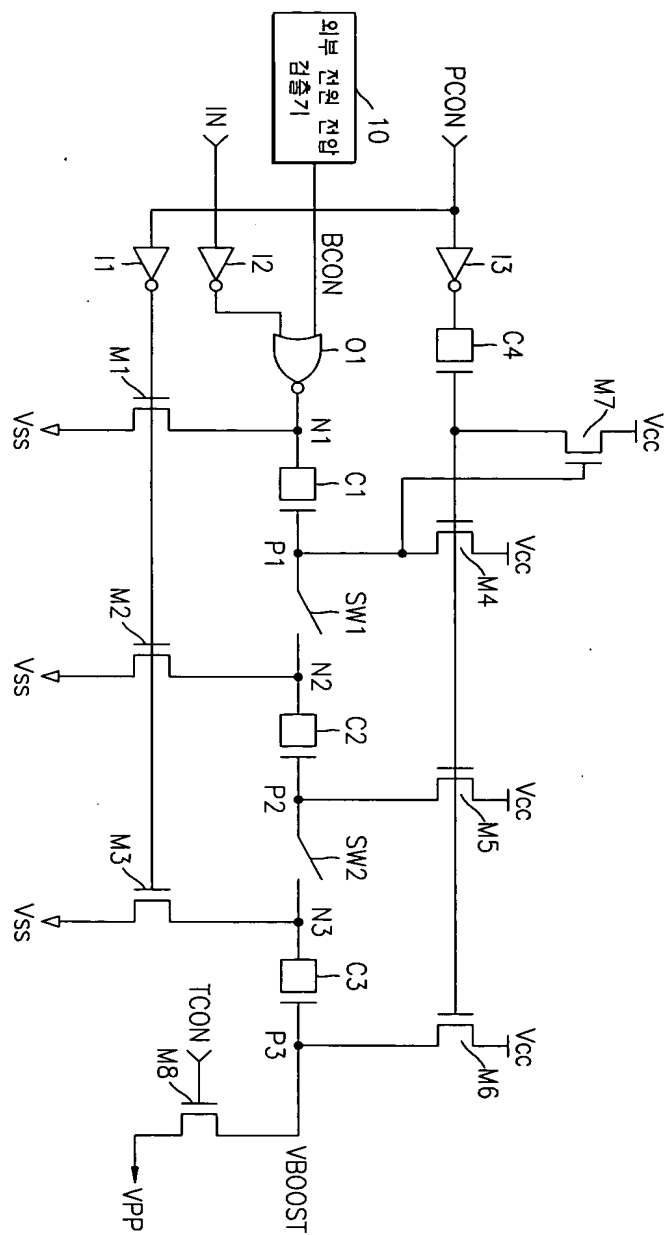 Vcc
M7
Vcc
Vcc
Vcc
PCON
I3
C4
M4
M5
M6
10
외부 전원 전압
검출기
BCON
O1
C1
SW1
C2
SW2
C3
N1
N2
N3
P1
P2
P3
VBOOST
IN
I2
TCON
M8
I1
M1
M2
M3
VPP
Vss
Vss
Vss